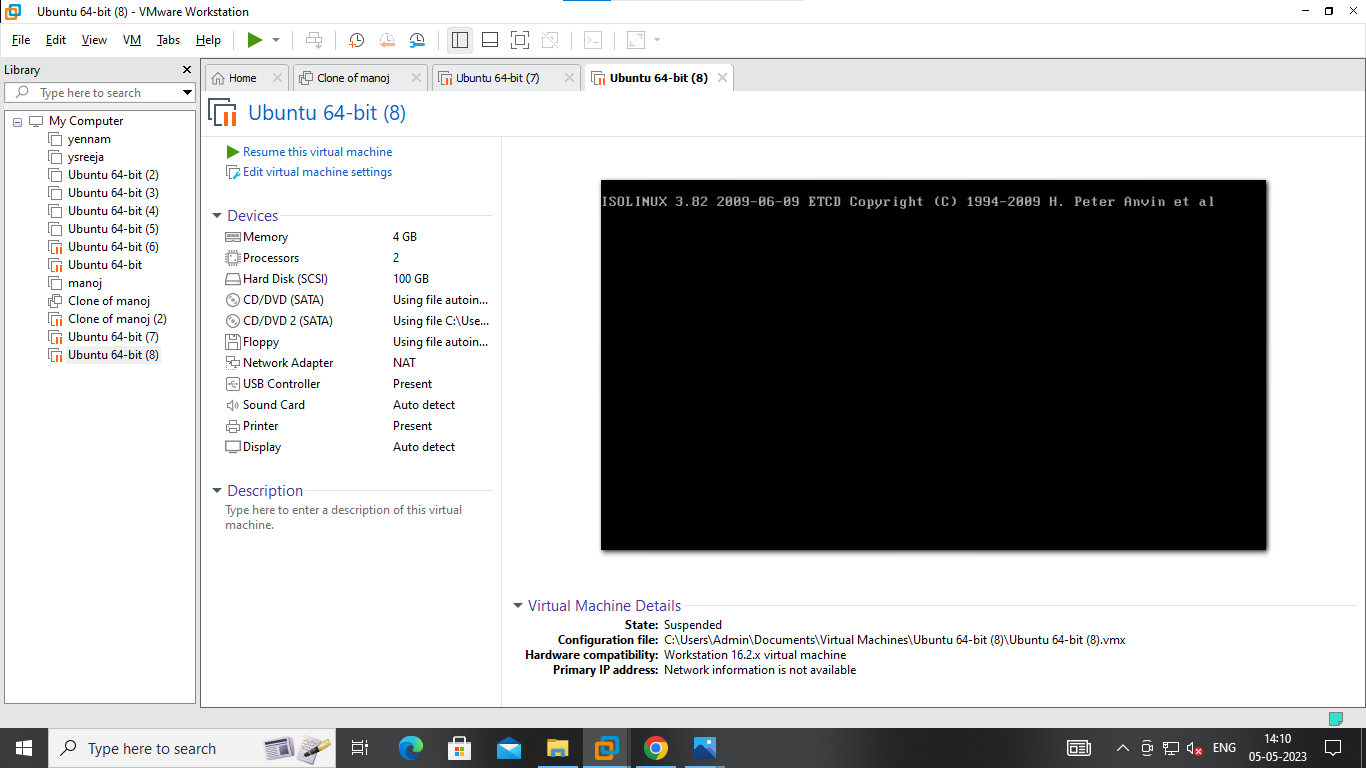 Ubuntu 64-bit (8) - VMware Workstation
File Edit View VM Tabs Help
Library
Type here to search
My Computer
yennam
ysreeja
Ubuntu 64-bit (2)
Ubuntu 64-bit (3)
Ubuntu 64-bit (4)
Ubuntu 64-bit (5)
Ubuntu 64-bit (6)
Ubuntu 64-bit
manoj
Clone of manoj
Clone of manoj (2)
Ubuntu 64-bit (7)
Ubuntu 64-bit (8)
Home Clone of manoj Ubuntu 64-bit (7) Ubuntu 64-bit (8)
Ubuntu 64-bit (8)
Resume this virtual machine
Edit virtual machine settings
Devices
Memory 4 GB
Processors 2
Hard Disk (SCSI) 100 GB
CD/DVD (SATA) Using file autoin...
CD/DVD 2 (SATA) Using file C:\Use...
Floppy Using file autoin...
Network Adapter NAT
USB Controller Present
Sound Card Auto detect
Printer Present
Display Auto detect
Description
Type here to enter a description of this virtual
machine.
ISOLINUX 3.82 2009-06-09 ETCD Copyright (C) 1994-2009 H. Peter Anvin et al
Virtual Machine Details
State: Suspended
Configuration file: C:\Users\Admin\Documents\Virtual Machines\Ubuntu 64-bit (8)\Ubuntu 64-bit (8).vmx
Hardware compatibility: Workstation 16.2.x virtual machine
Primary IP address: Network information is not available
Type here to search
ENG
14:10
05-05-2023